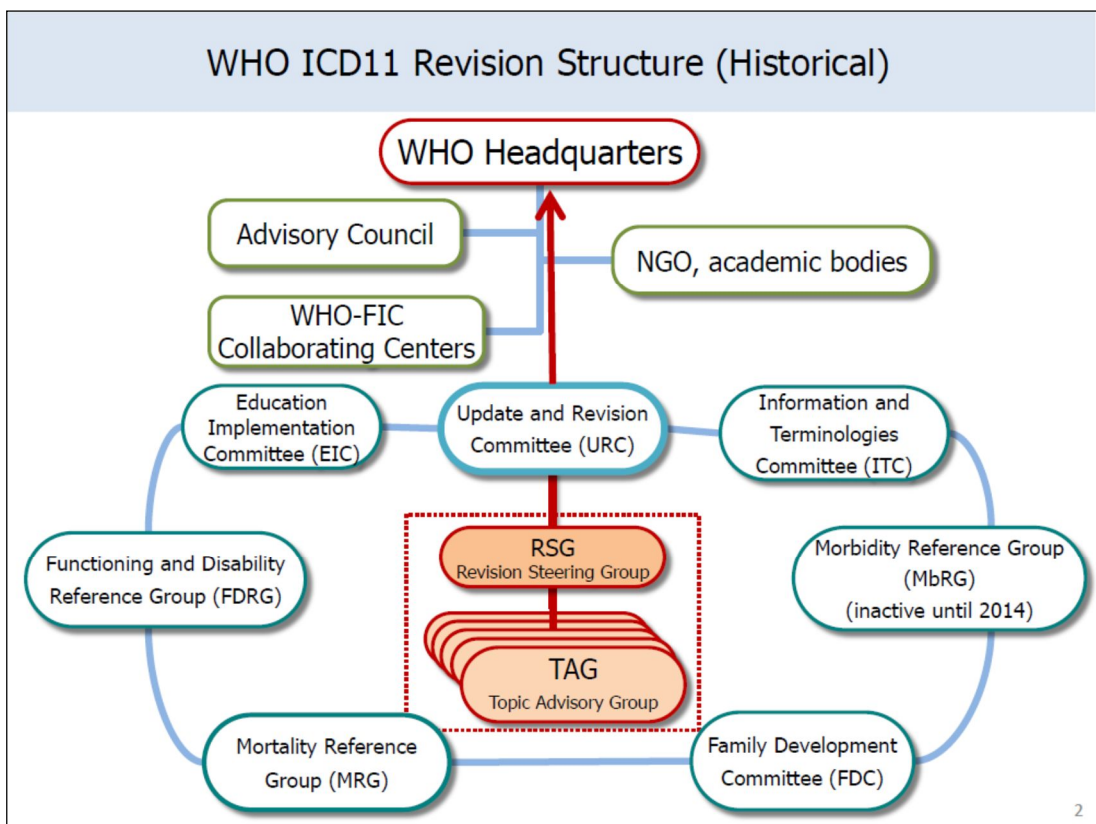 WHO ICD11 Revision Structure (Historical)
WHO Headquarters
Advisory Council
NGO, academic bodies
WHO-FIC
Collaborating Centers
Education
Implementation
Committee (EIC)
Update and Revision
Committee (URC)
Information and
Terminologies
Committee (ITC)
Functioning and Disability
Reference Group (FDRG)
RSG
Revision Steering Group
Morbidity Reference Group
(MbRG)
(inactive until 2014)
TAG
Topic Advisory Group
Mortality Reference
Group (MRG)
Family Development
Committee (FDC)
2